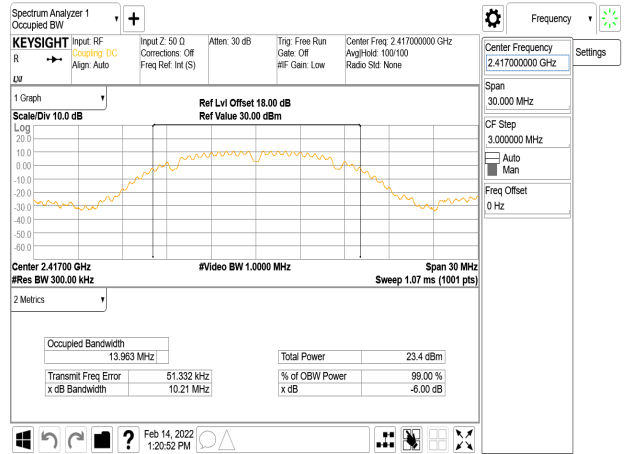 Spectrum Analyzer 1
Occupied BW
Frequency
KEYSIGHT
R
Input: RF
Coupling: DC
Align: Auto
Input Z: 50 Ω
Corrections: Off
Freq Ref: Int (S)
Atten: 30 dB
Trig: Free Run
Gate: Off
#IF Gain: Low
Center Freq: 2.417000000 GHz
Avg|Hold: 100/100
Radio Std: None
Center Frequency
2.417000000 GHz
Settings
Span
30.000 MHz
CF Step
3.000000 MHz
Auto
Man
Freq Offset
0 Hz
1 Graph
Scale/Div 10.0 dB
Ref Lvl Offset 18.00 dB
Ref Value 30.00 dBm
Log
20.0
10.0
0.00
-10.0
-20.0
-30.0
-40.0
-50.0
-60.0
Center 2.41700 GHz
#Res BW 300.00 kHz
#Video BW 1.0000 MHz
Span 30 MHz
Sweep 1.07 ms (1001 pts)
2 Metrics
Occupied Bandwidth
13.963 MHz
Transmit Freq Error 51.332 kHz
x dB Bandwidth 10.21 MHz
Total Power 23.4 dBm
% of OBW Power 99.00 %
x dB -6.00 dB
?
Feb 14, 2022
1:20:52 PM